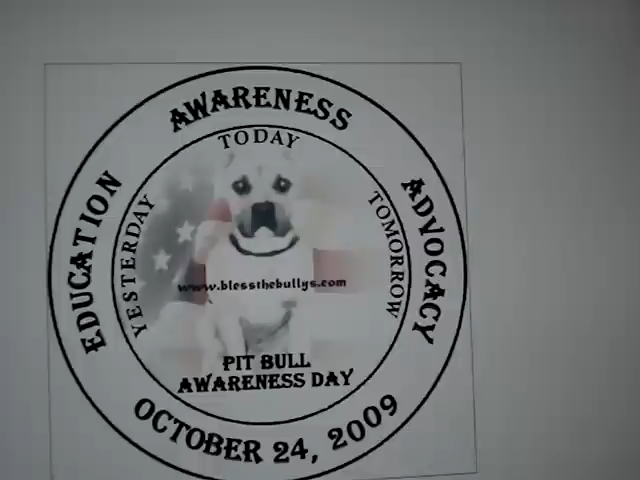 AWARENESS
TODAY
EDUCATION
YESTERDAY
TOMORROW
ADVOCACY
www.blessthebullys.com
PIT BULL
AWARENESS DAY
OCTOBER 24, 2009